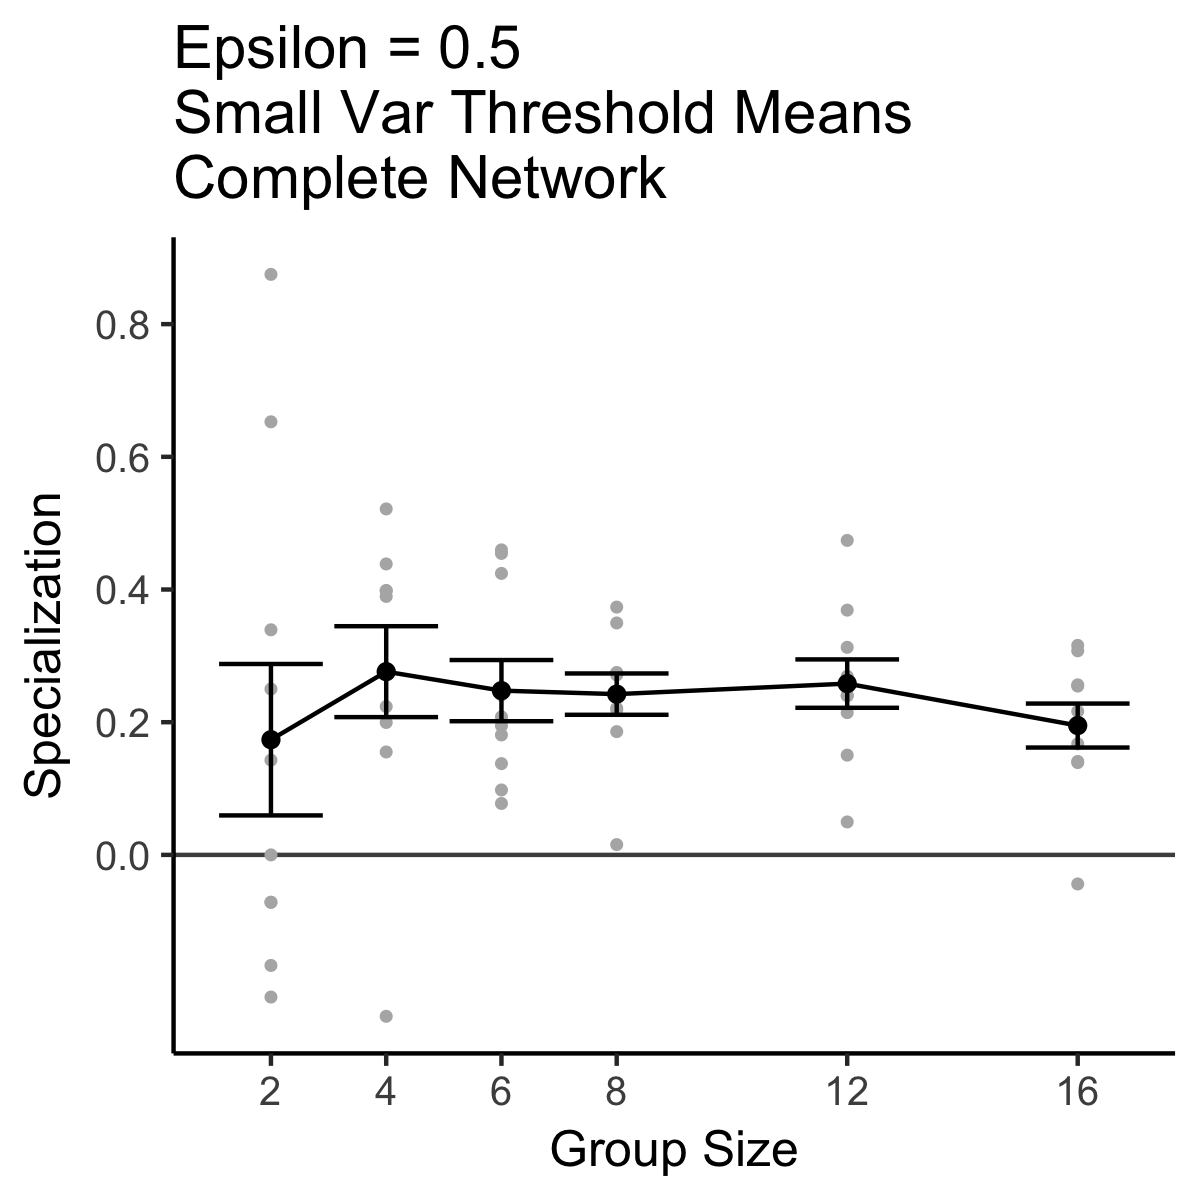 Epsilon = 0.5
Small Var Threshold Means
Complete Network
Specialization
0.8
0.6
0.4
0.2
0.0
2 4 6 8 12 16
Group Size